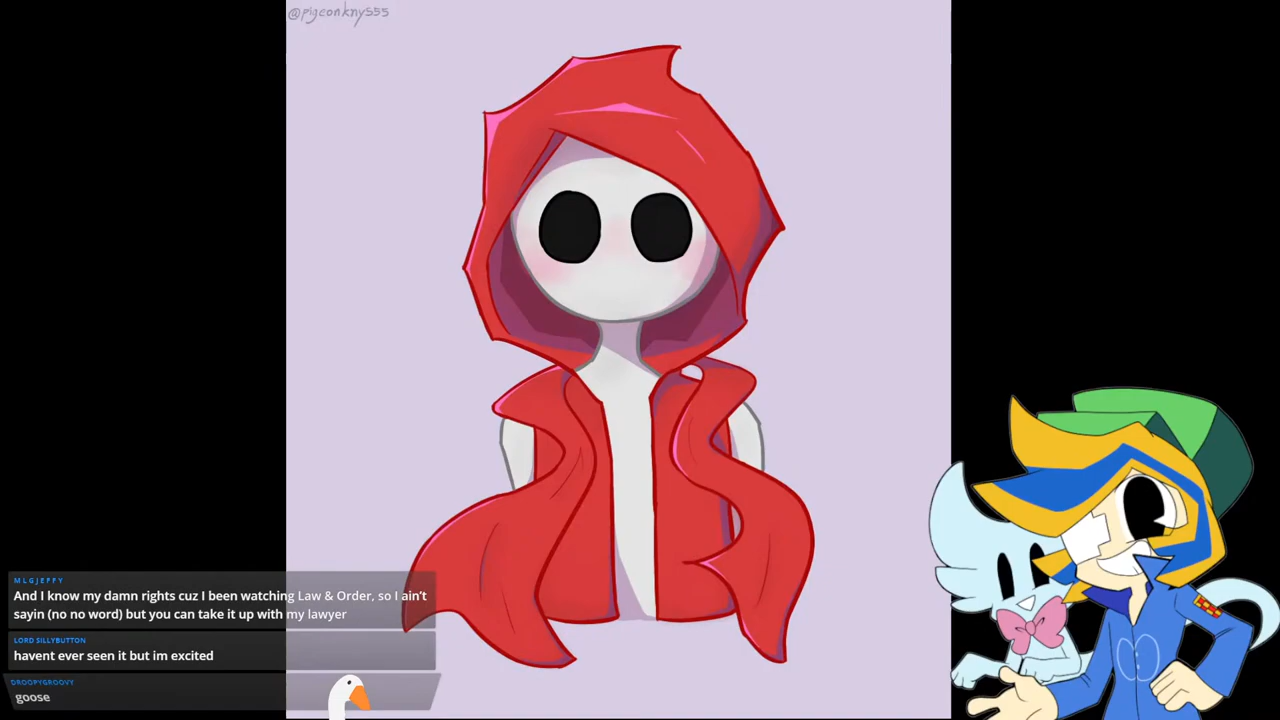 @pigeonkny555
MLGJEFFY
And I know my damn rights cuz I been watching Law & Order, so I ain't
sayin (no no word) but you can take it up with my lawyer
LORD SILLYBUTTON
havent ever seen it but im excited
DROOPYGROOVY
goose